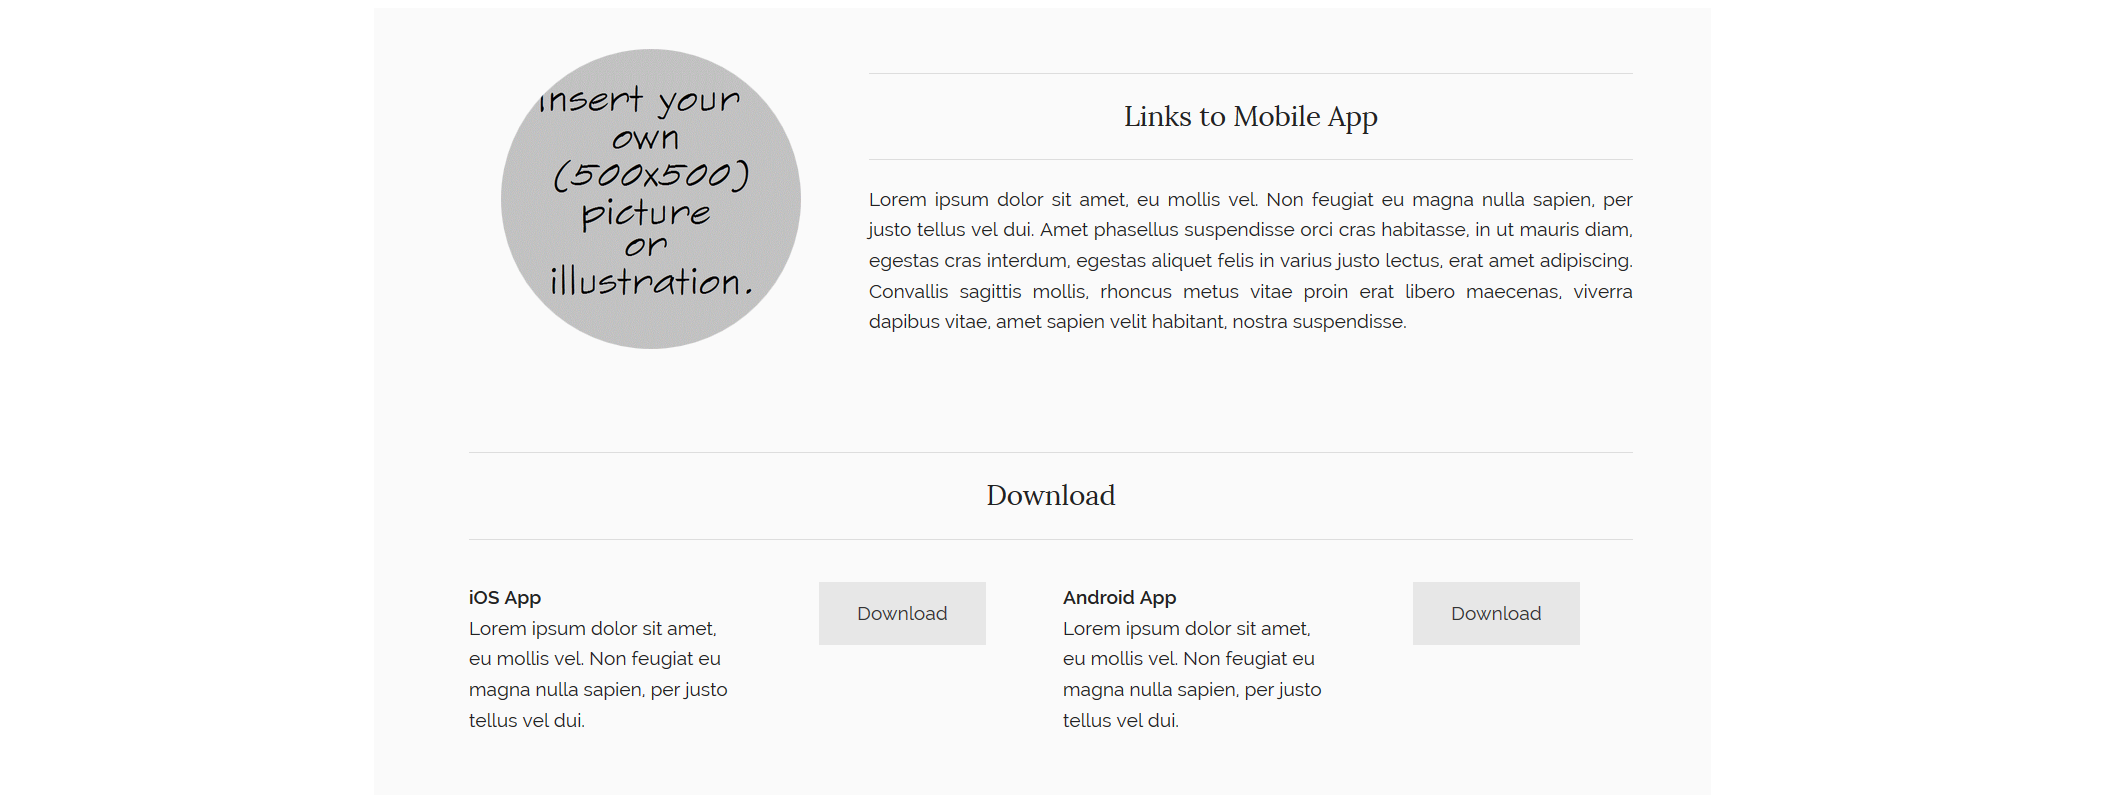 Insert your
own
(500x500)
picture
or
illustration.
Links to Mobile App
Lorem ipsum dolor sit amet, eu mollis vel. Non feugiat eu magna nulla sapien, per
justo tellus vel dui. Amet phasellus suspendisse orci cras habitasse, in ut mauris diam,
egestas cras interdum, egestas aliquet felis in varius justo lectus, erat amet adipiscing.
Convallis sagittis mollis, rhoncus metus vitae proin erat libero maecenas, viverra
dapibus vitae, amet sapien velit habitant, nostra suspendisse.
Download
iOS App
Lorem ipsum dolor sit amet,
eu mollis vel. Non feugiat eu
magna nulla sapien, per justo
tellus vel dui.
Download
Android App
Lorem ipsum dolor sit amet,
eu mollis vel. Non feugiat eu
magna nulla sapien, per justo
tellus vel dui.
Download